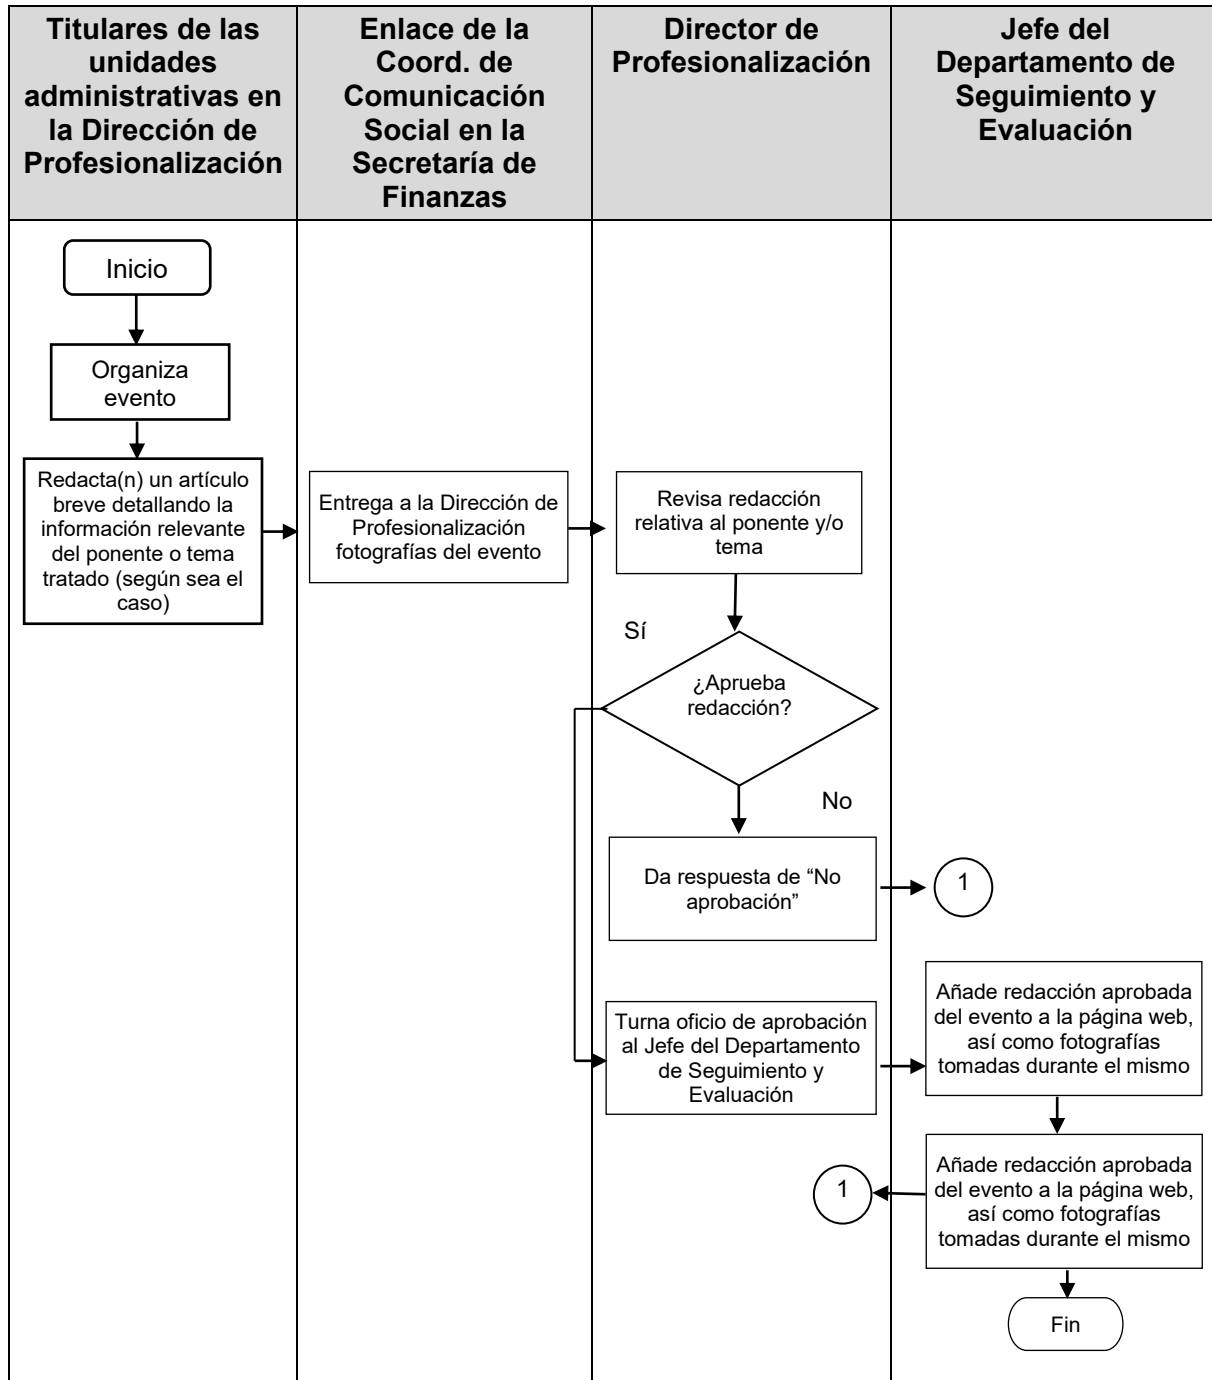 Titulares de las
unidades
administrativas en
la Dirección de
Profesionalización
Enlace de la
Coord. de
Comunicación
Social en la
Secretaría de
Finanzas
Director de
Profesionalización
Jefe del
Departamento de
Seguimiento y
Evaluación
Inicio
Organiza
evento
Redacta(n) un artículo
breve detallando la
información relevante
del ponente o tema
tratado (según sea el
caso)
Entrega a la Dirección de
Profesionalización
fotografías del evento
Revisa redacción
relativa al ponente y/o
tema
Sí
¿Aprueba
redacción?
No
Da respuesta de “No
aprobación”
1
Turna oficio de aprobación
al Jefe del Departamento
de Seguimiento y
Evaluación
Añade redacción aprobada
del evento a la página web,
así como fotografías
tomadas durante el mismo
1
Añade redacción aprobada
del evento a la página web,
así como fotografías
tomadas durante el mismo
Fin